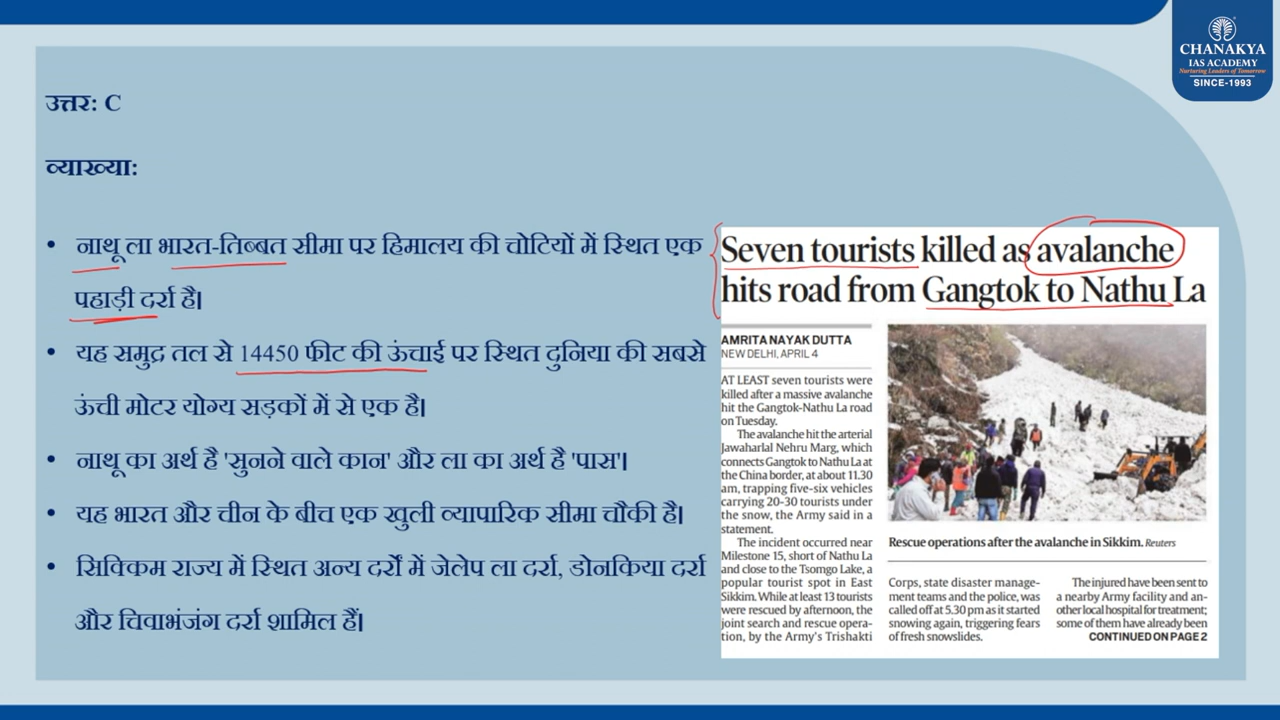 CHANAKYA
IAS ACADEMY
Nurturing Leaders of Tomorrow
SINCE-1993
उत्तर: C
व्याख्या:
• नाथू ला भारत-तिब्बत सीमा पर हिमालय की चोटियों में स्थित एक
पहाड़ी दर्रा है।
• यह समुद्र तल से 14450 फीट की ऊंचाई पर स्थित दुनिया की सबसे
ऊंची मोटर योग्य सड़कों में से एक है।
• नाथू का अर्थ है 'सुनने वाले कान' और ला का अर्थ है 'पास'।
• यह भारत और चीन के बीच एक खुली व्यापारिक सीमा चौकी है।
• सिक्किम राज्य में स्थित अन्य दर्रों में जेलेप ला दर्रा, डोनकिया दर्रा
और चिवाभंजंग दर्रा शामिल हैं।
Seven tourists killed as avalanche
hits road from Gangtok to Nathu La
AMRITA NAYAK DUTTA
NEW DELHI, APRIL 4
AT LEAST seven tourists were
killed after a massive avalanche
hit the Gangtok-Nathu La road
on Tuesday.
The avalanche hit the arterial
Jawaharlal Nehru Marg, which
connects Gangtok to Nathu La at
the China border, at about 11.30
am, trapping five-six vehicles
carrying 20-30 tourists under
the snow, the Army said in a
statement.
The incident occurred near
Milestone 15, short of Nathu La
and close to the Tsomgo Lake, a
popular tourist spot in East
Sikkim. While at least 13 tourists
were rescued by afternoon, the
joint search and rescue opera-
tion, by the Army's Trishakti
Rescue operations after the avalanche in Sikkim. Reuters
Corps, state disaster manage-
ment teams and the police, was
called off at 5.30 pm as it started
snowing again, triggering fears
of fresh snowslides.
The injured have been sent to
a nearby Army facility and an-
other local hospital for treatment;
some of them have already been
CONTINUED ON PAGE 2